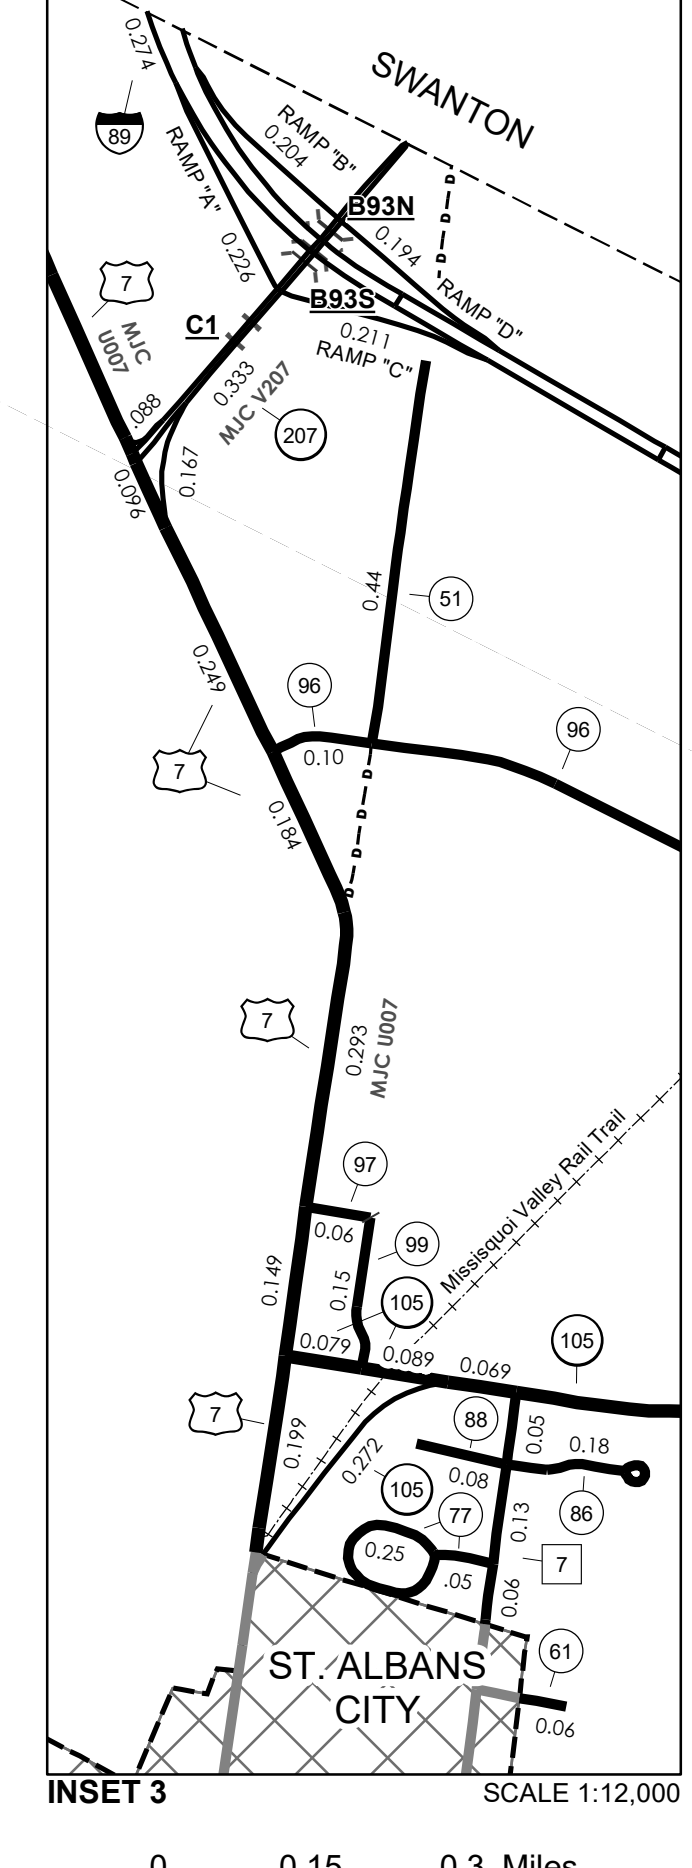 0.274
SWANTON
89
RAMP "B"
0.204
RAMP "A"
B93N
0.194
0.226
7
RAMP "D"
B93S
C1
0.211
RAMP "C"
MJC
U007
0.333
MJC V207
.088
207
0.167
0.096
0.44
51
0.249
96
96
0.10
7
0.184
D
D
D
D
D
D
D
7
0.293
MJC U007
Missisquoi Valley Rail Trail
97
0.06
99
0.149
0.15
105
0.079
0.089
0.069
105
7
0.199
88
0.05
0.18
0.272
0.08
105
86
77
0.13
0.25
.05
7
0.06
61
ST. ALBANS
CITY
0.06
INSET 3
SCALE 1:12,000
0 0.15 0.3 Miles